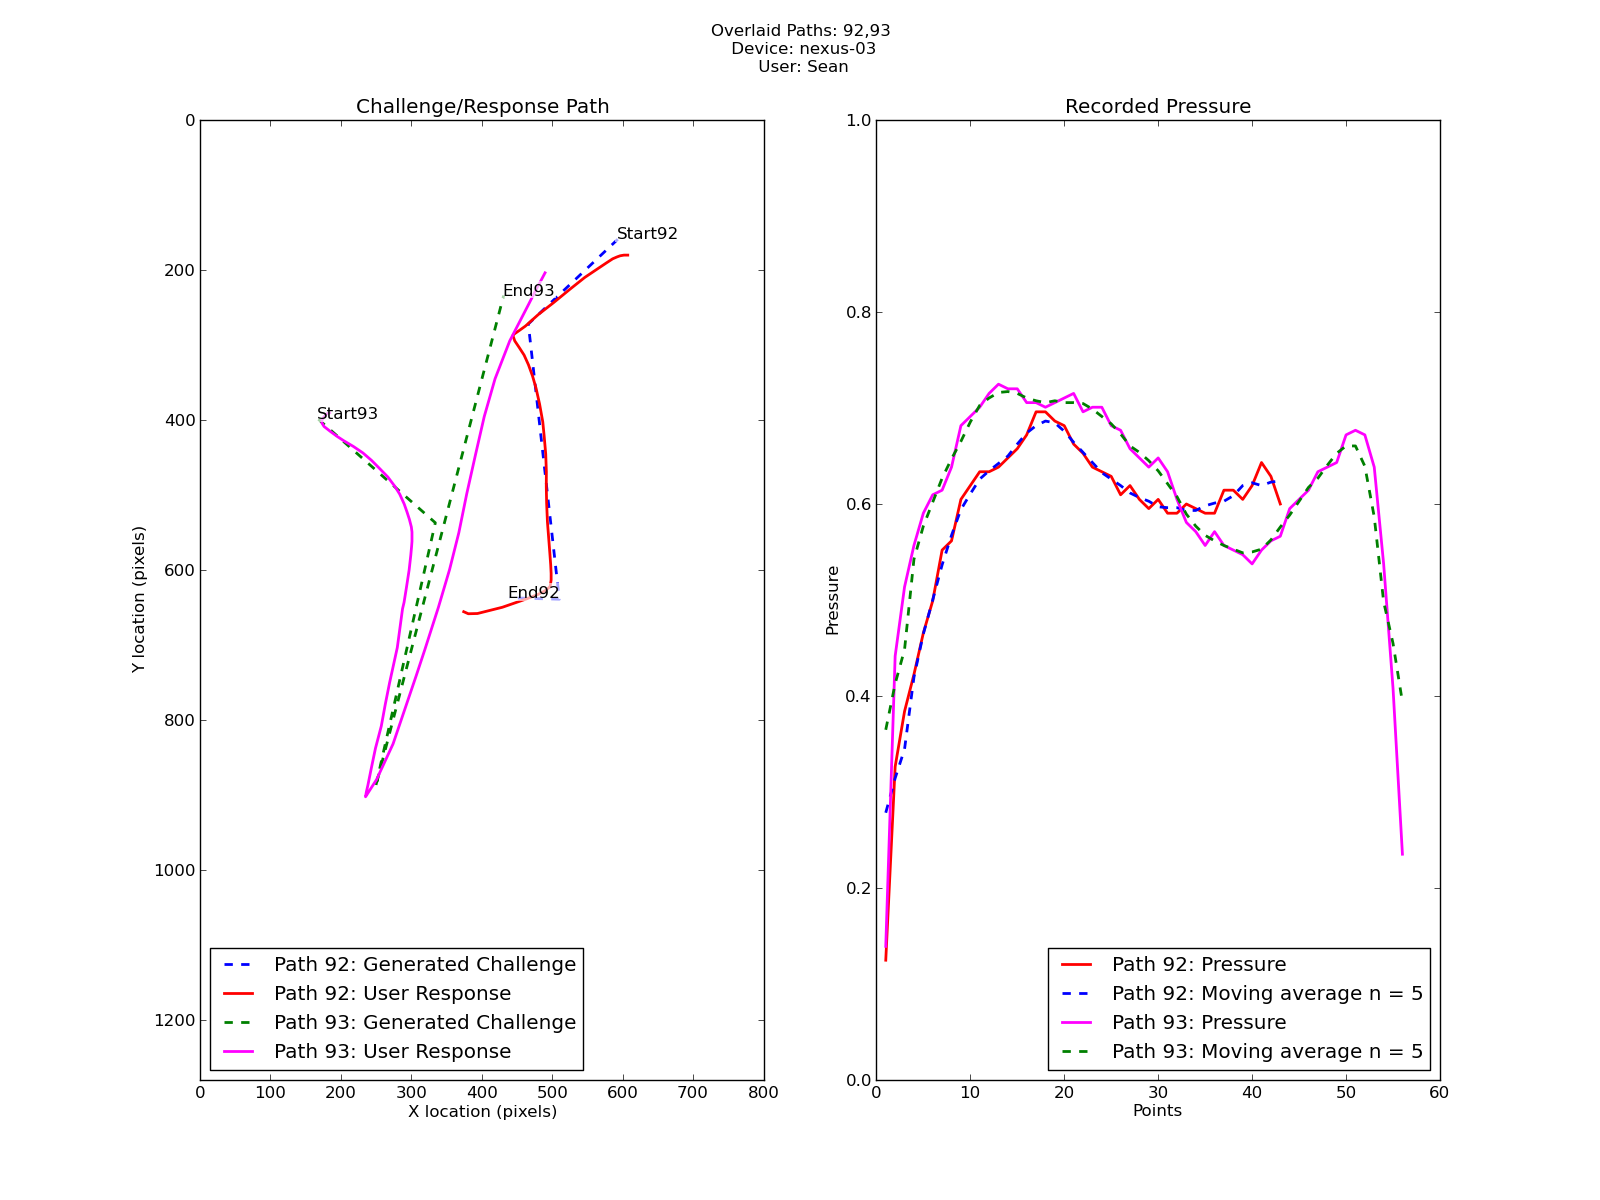 Overlaid Paths: 92,93
Device: nexus-03
User: Sean
Challenge/Response Path
0
200
400
600
800
1000
1200
Y location (pixels)
Start92
End93
Start93
End92
Path 92: Generated Challenge
Path 92: User Response
Path 93: Generated Challenge
Path 93: User Response
0 100 200 300 400 500 600 700 800
X location (pixels)
Recorded Pressure
1.0
0.8
0.6
0.4
0.2
0.0
Pressure
Path 92: Pressure
Path 92: Moving average n = 5
Path 93: Pressure
Path 93: Moving average n = 5
0 10 20 30 40 50 60
Points